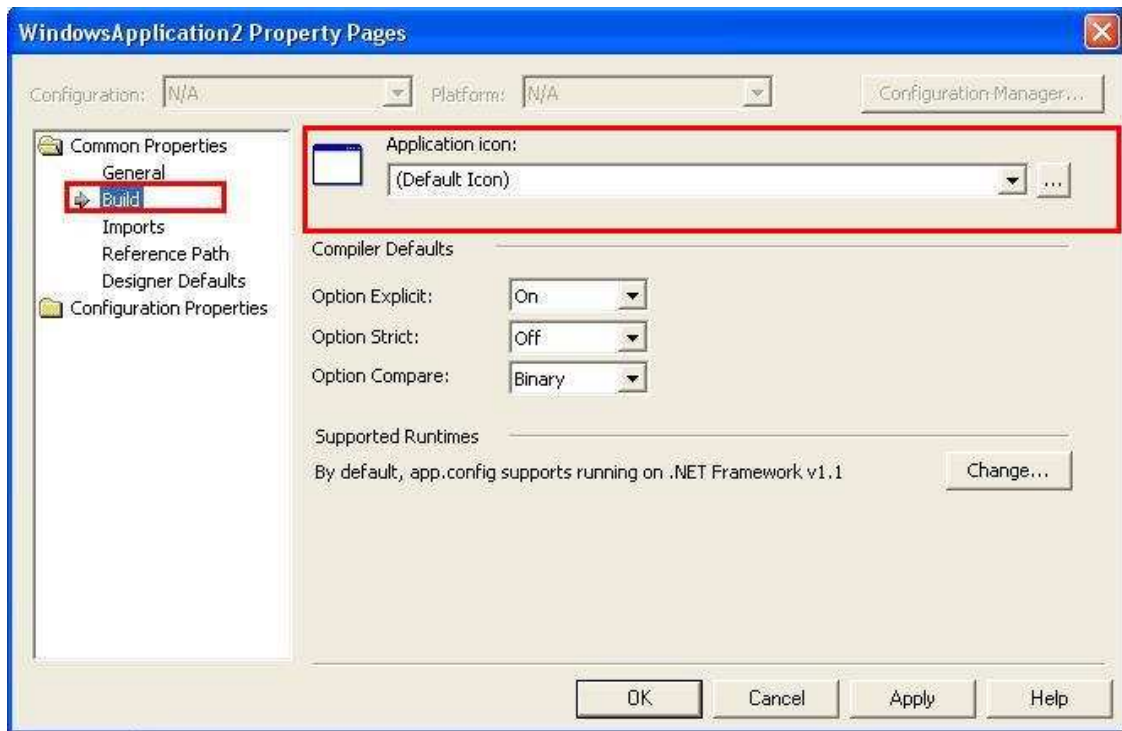 WindowsApplication2 Property Pages
Configuration: N/A Platform: N/A Configuration Manager...
Common Properties
General
Build
Imports
Reference Path
Designer Defaults
Configuration Properties
Application icon:
(Default Icon) ...
Compiler Defaults
Option Explicit: On
Option Strict: Off
Option Compare: Binary
Supported Runtimes
By default, app.config supports running on .NET Framework v1.1 Change...
OK Cancel Apply Help